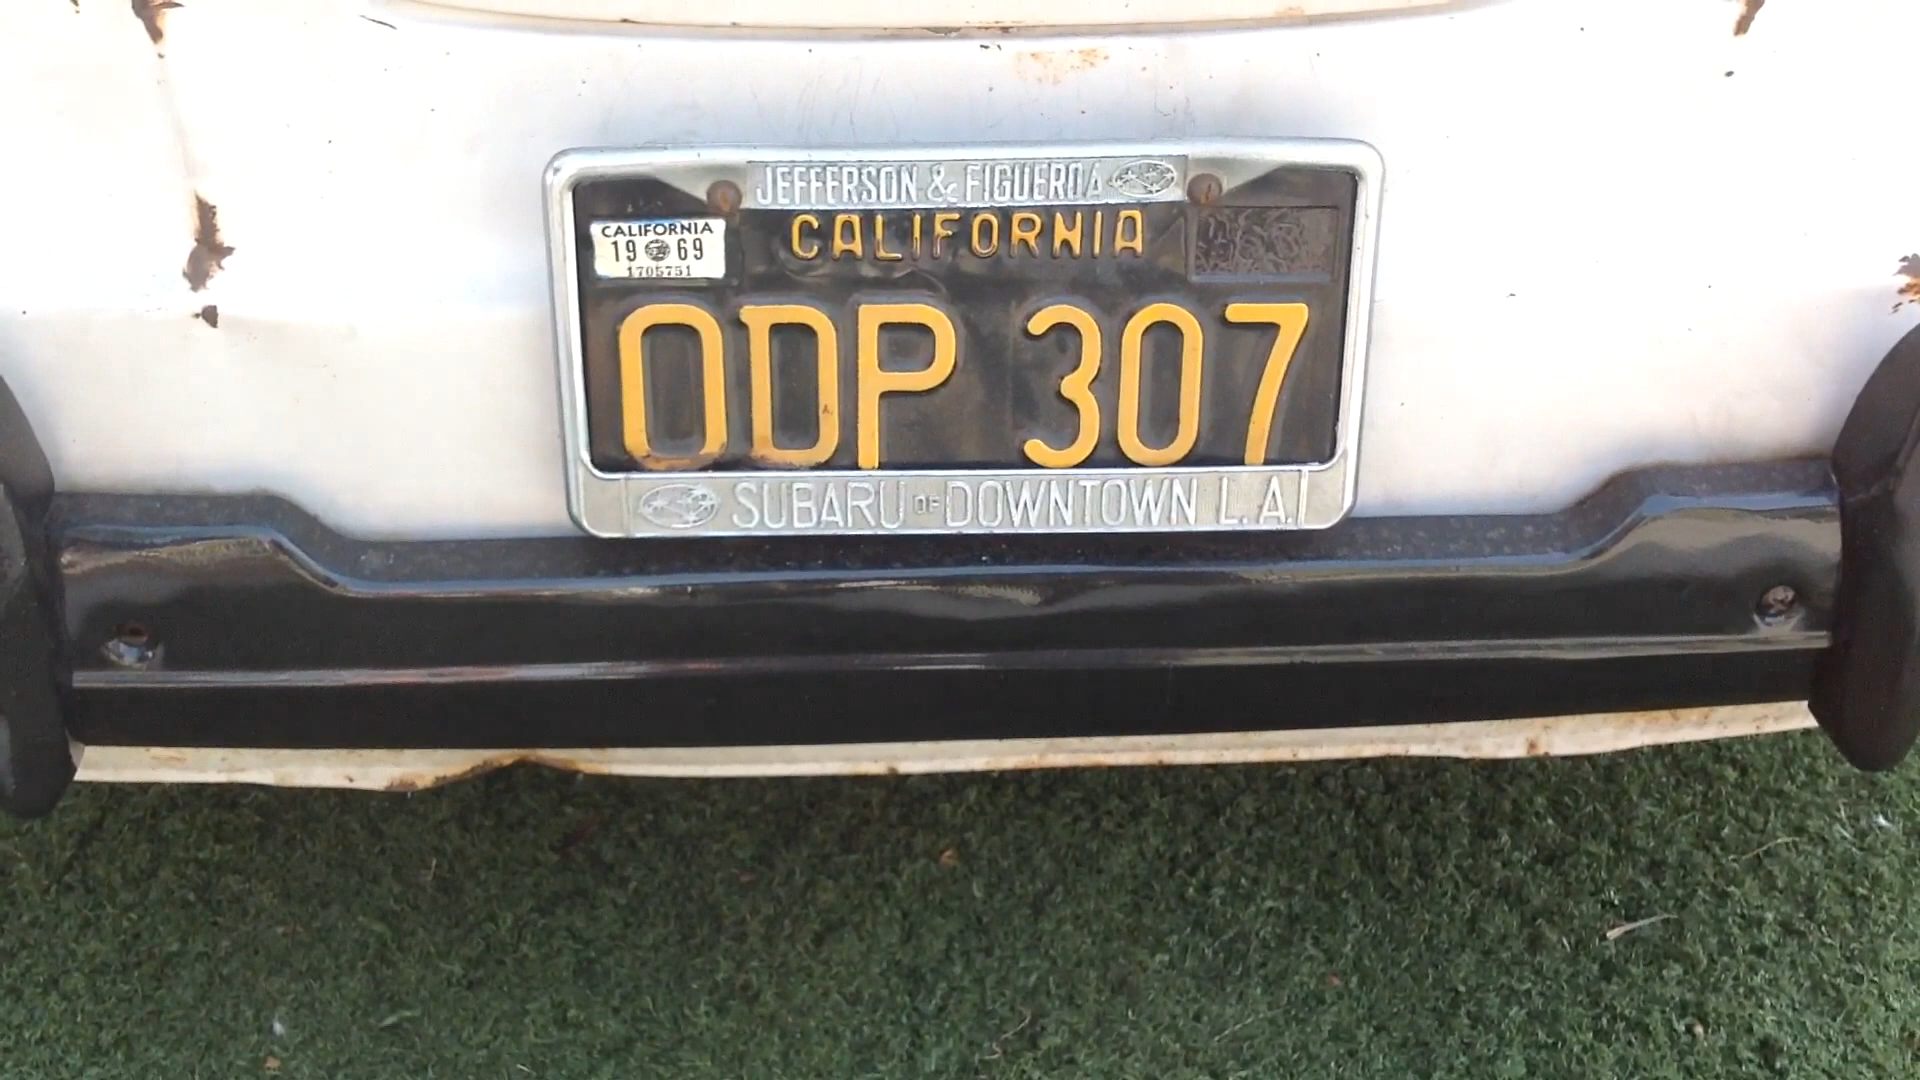 JEFFERSON & FIGUEROA
CALIFORNIA
CALIFORNIA
19 69
1705751
ODP 307
SUBARU OF DOWNTOWN L.A.